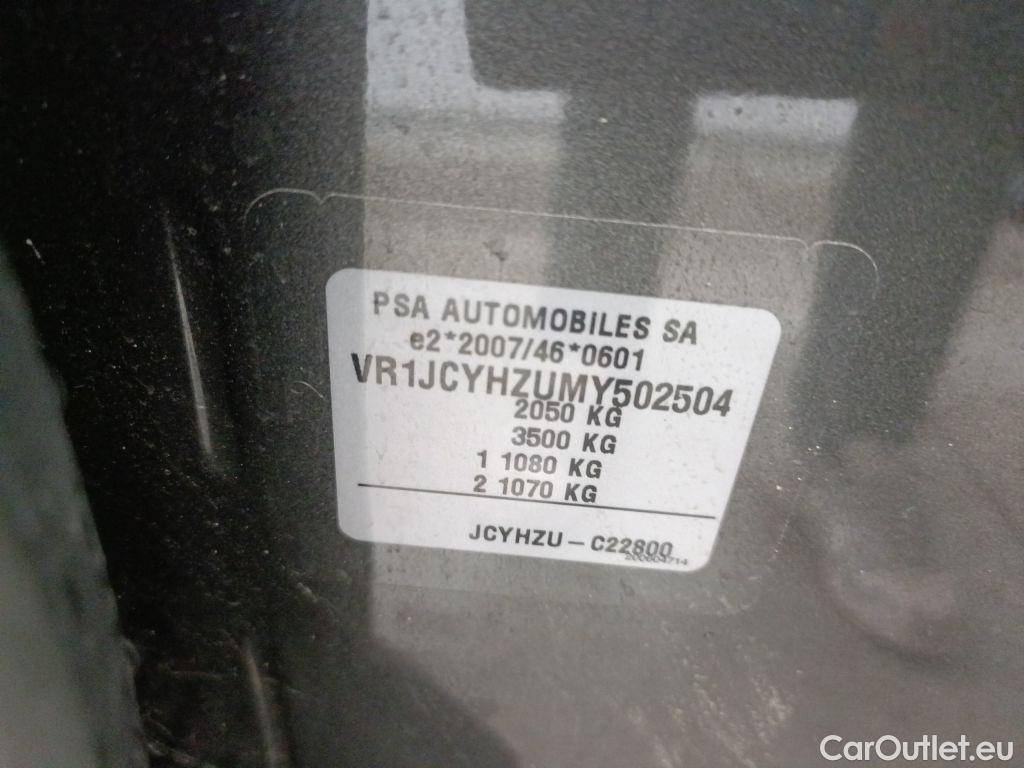 PSA AUTOMOBILES SA
e2*2007/46*0601
VR1JCYHZUMY502504
2050 KG
3500 KG
1 1080 KG
2 1070 KG
JCYHZU – C22800
CarOutlet.eu